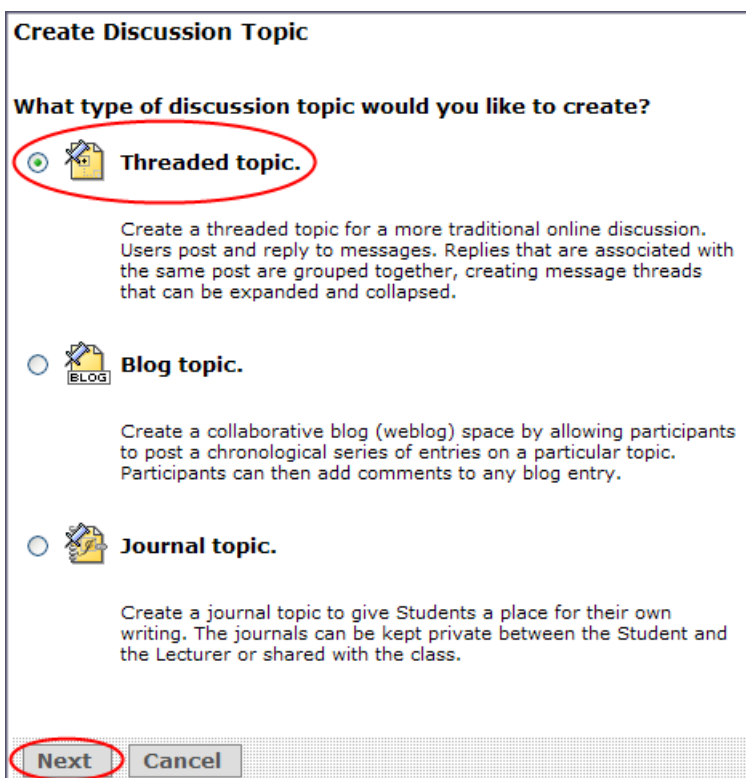 Create Discussion Topic
What type of discussion topic would you like to create?
Threaded topic.
Create a threaded topic for a more traditional online discussion.
Users post and reply to messages. Replies that are associated with
the same post are grouped together, creating message threads
that can be expanded and collapsed.
BLOG
Blog topic.
Create a collaborative blog (weblog) space by allowing participants
to post a chronological series of entries on a particular topic.
Participants can then add comments to any blog entry.
Journal topic.
Create a journal topic to give Students a place for their own
writing. The journals can be kept private between the Student and
the Lecturer or shared with the class.
Next Cancel